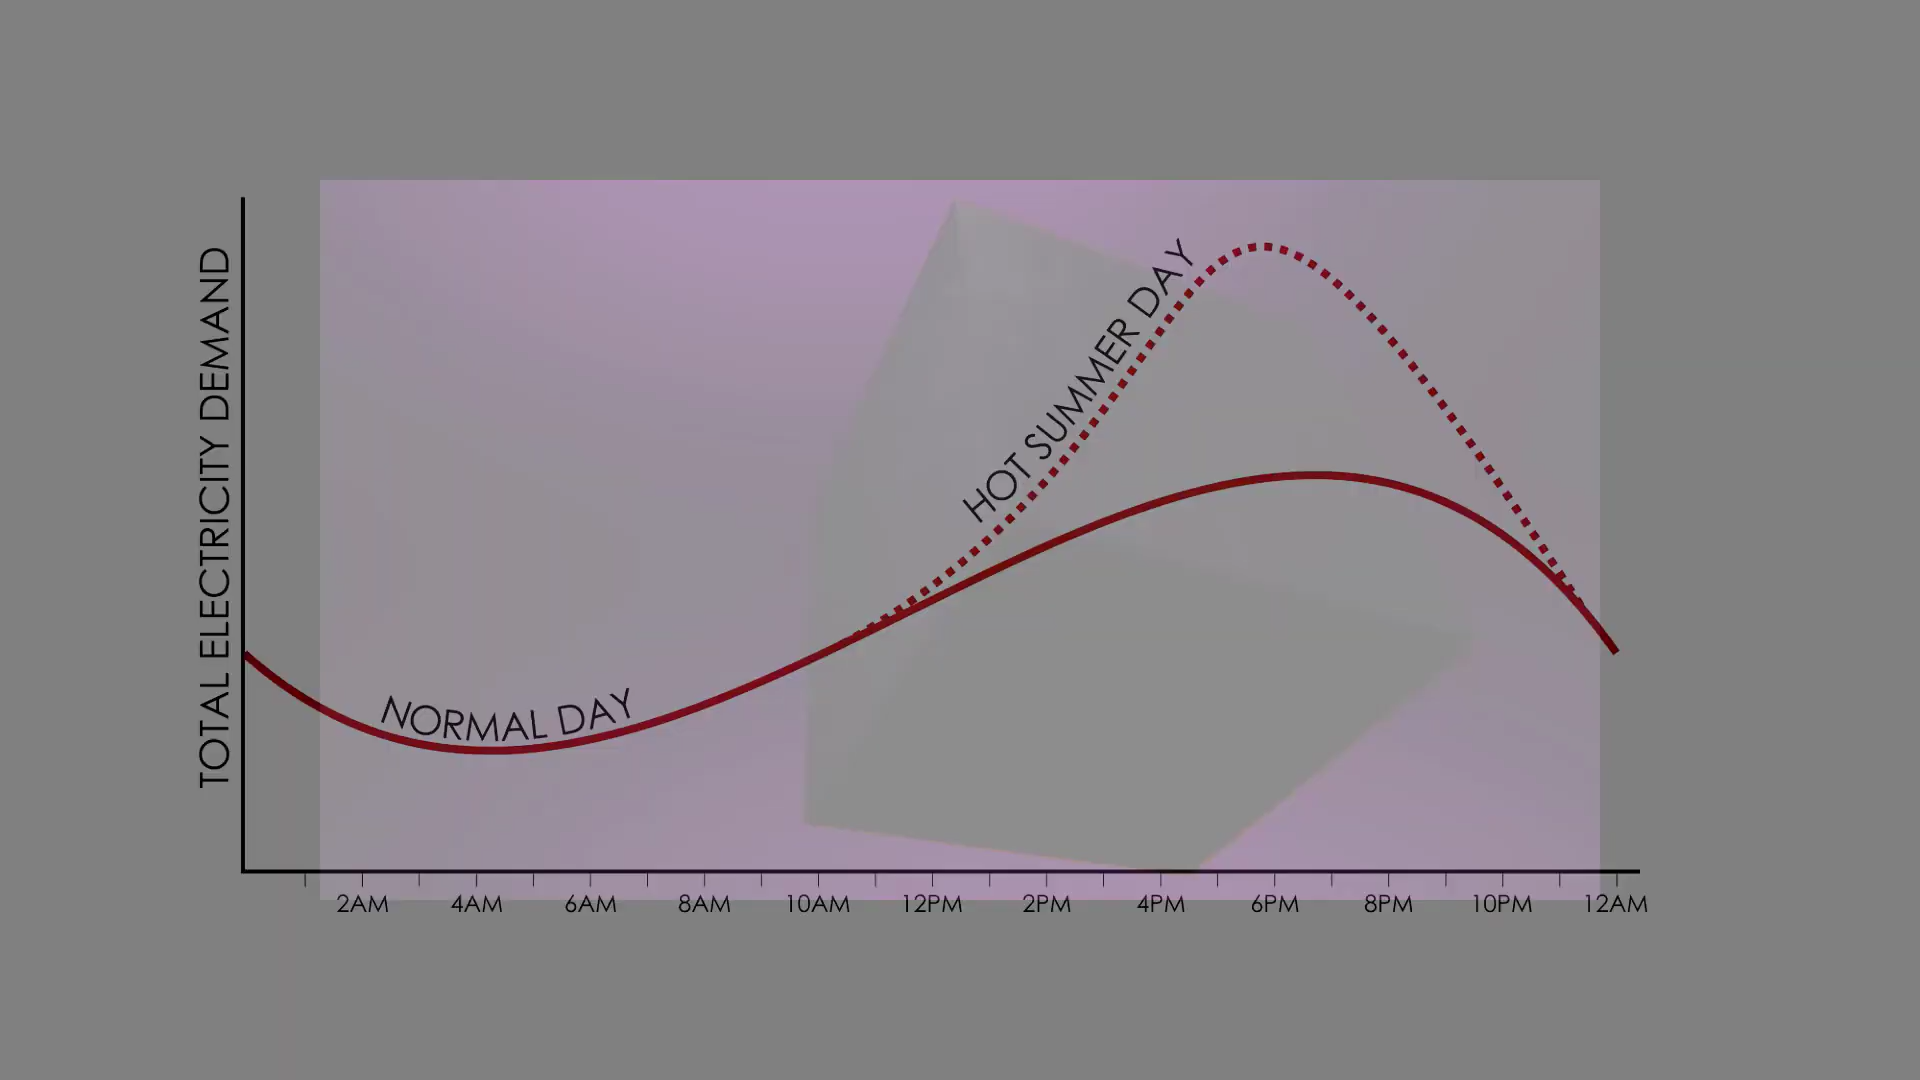 TOTAL ELECTRICITY DEMAND
HOT SUMMER DAY
NORMAL DAY
2AM 4AM 6AM 8AM 10AM 12PM 2PM 4PM 6PM 8PM 10PM 12AM